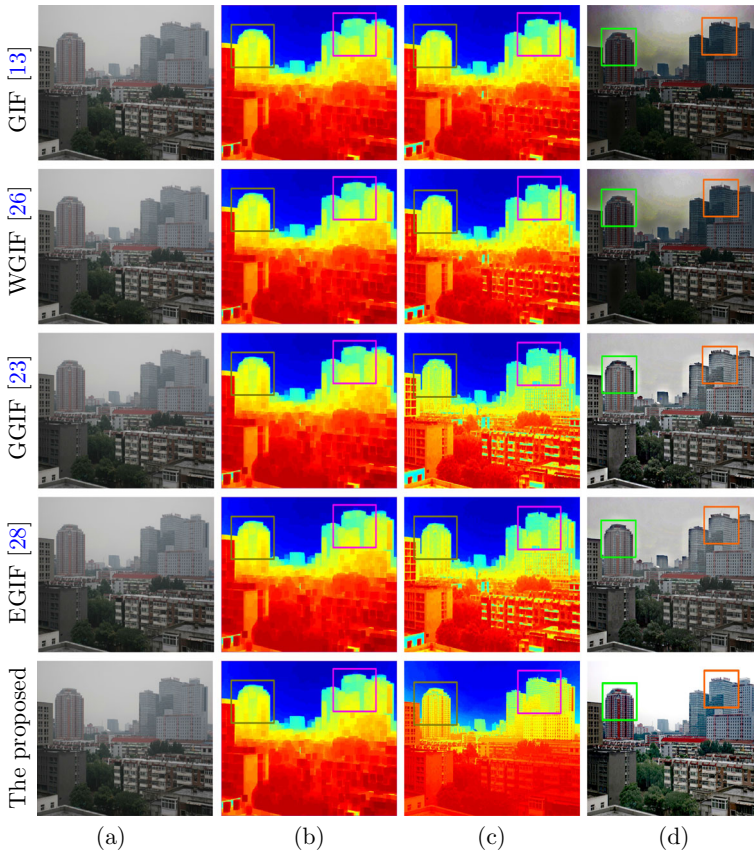 GIF [13]
WGIF [26]
GGIF [23]
EGIF [28]
The proposed
(a) (b) (c) (d)